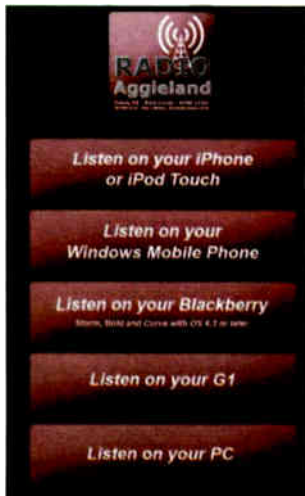 RADIO
Aggieland
Listen on your iPhone
or iPod Touch
Listen on your
Windows Mobile Phone
Listen on your Blackberry
Storm, Bold and Curve with OS 4.1 or later
Listen on your G1
Listen on your PC